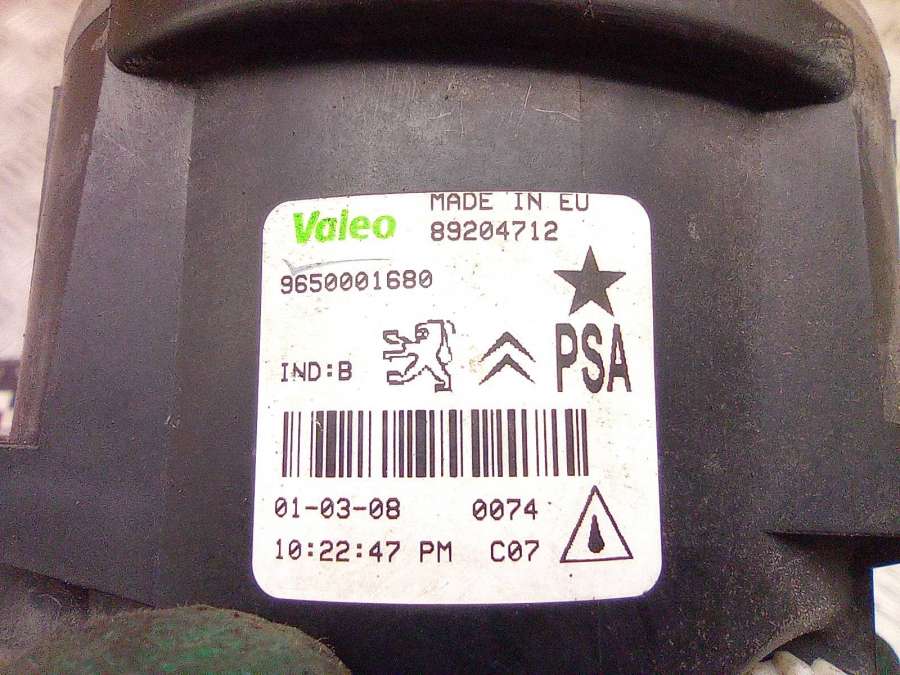 Valeo
MADE IN EU
89204712
9650001680
IND:B
PSA
01-03-08 0074
10:22:47 PM C07